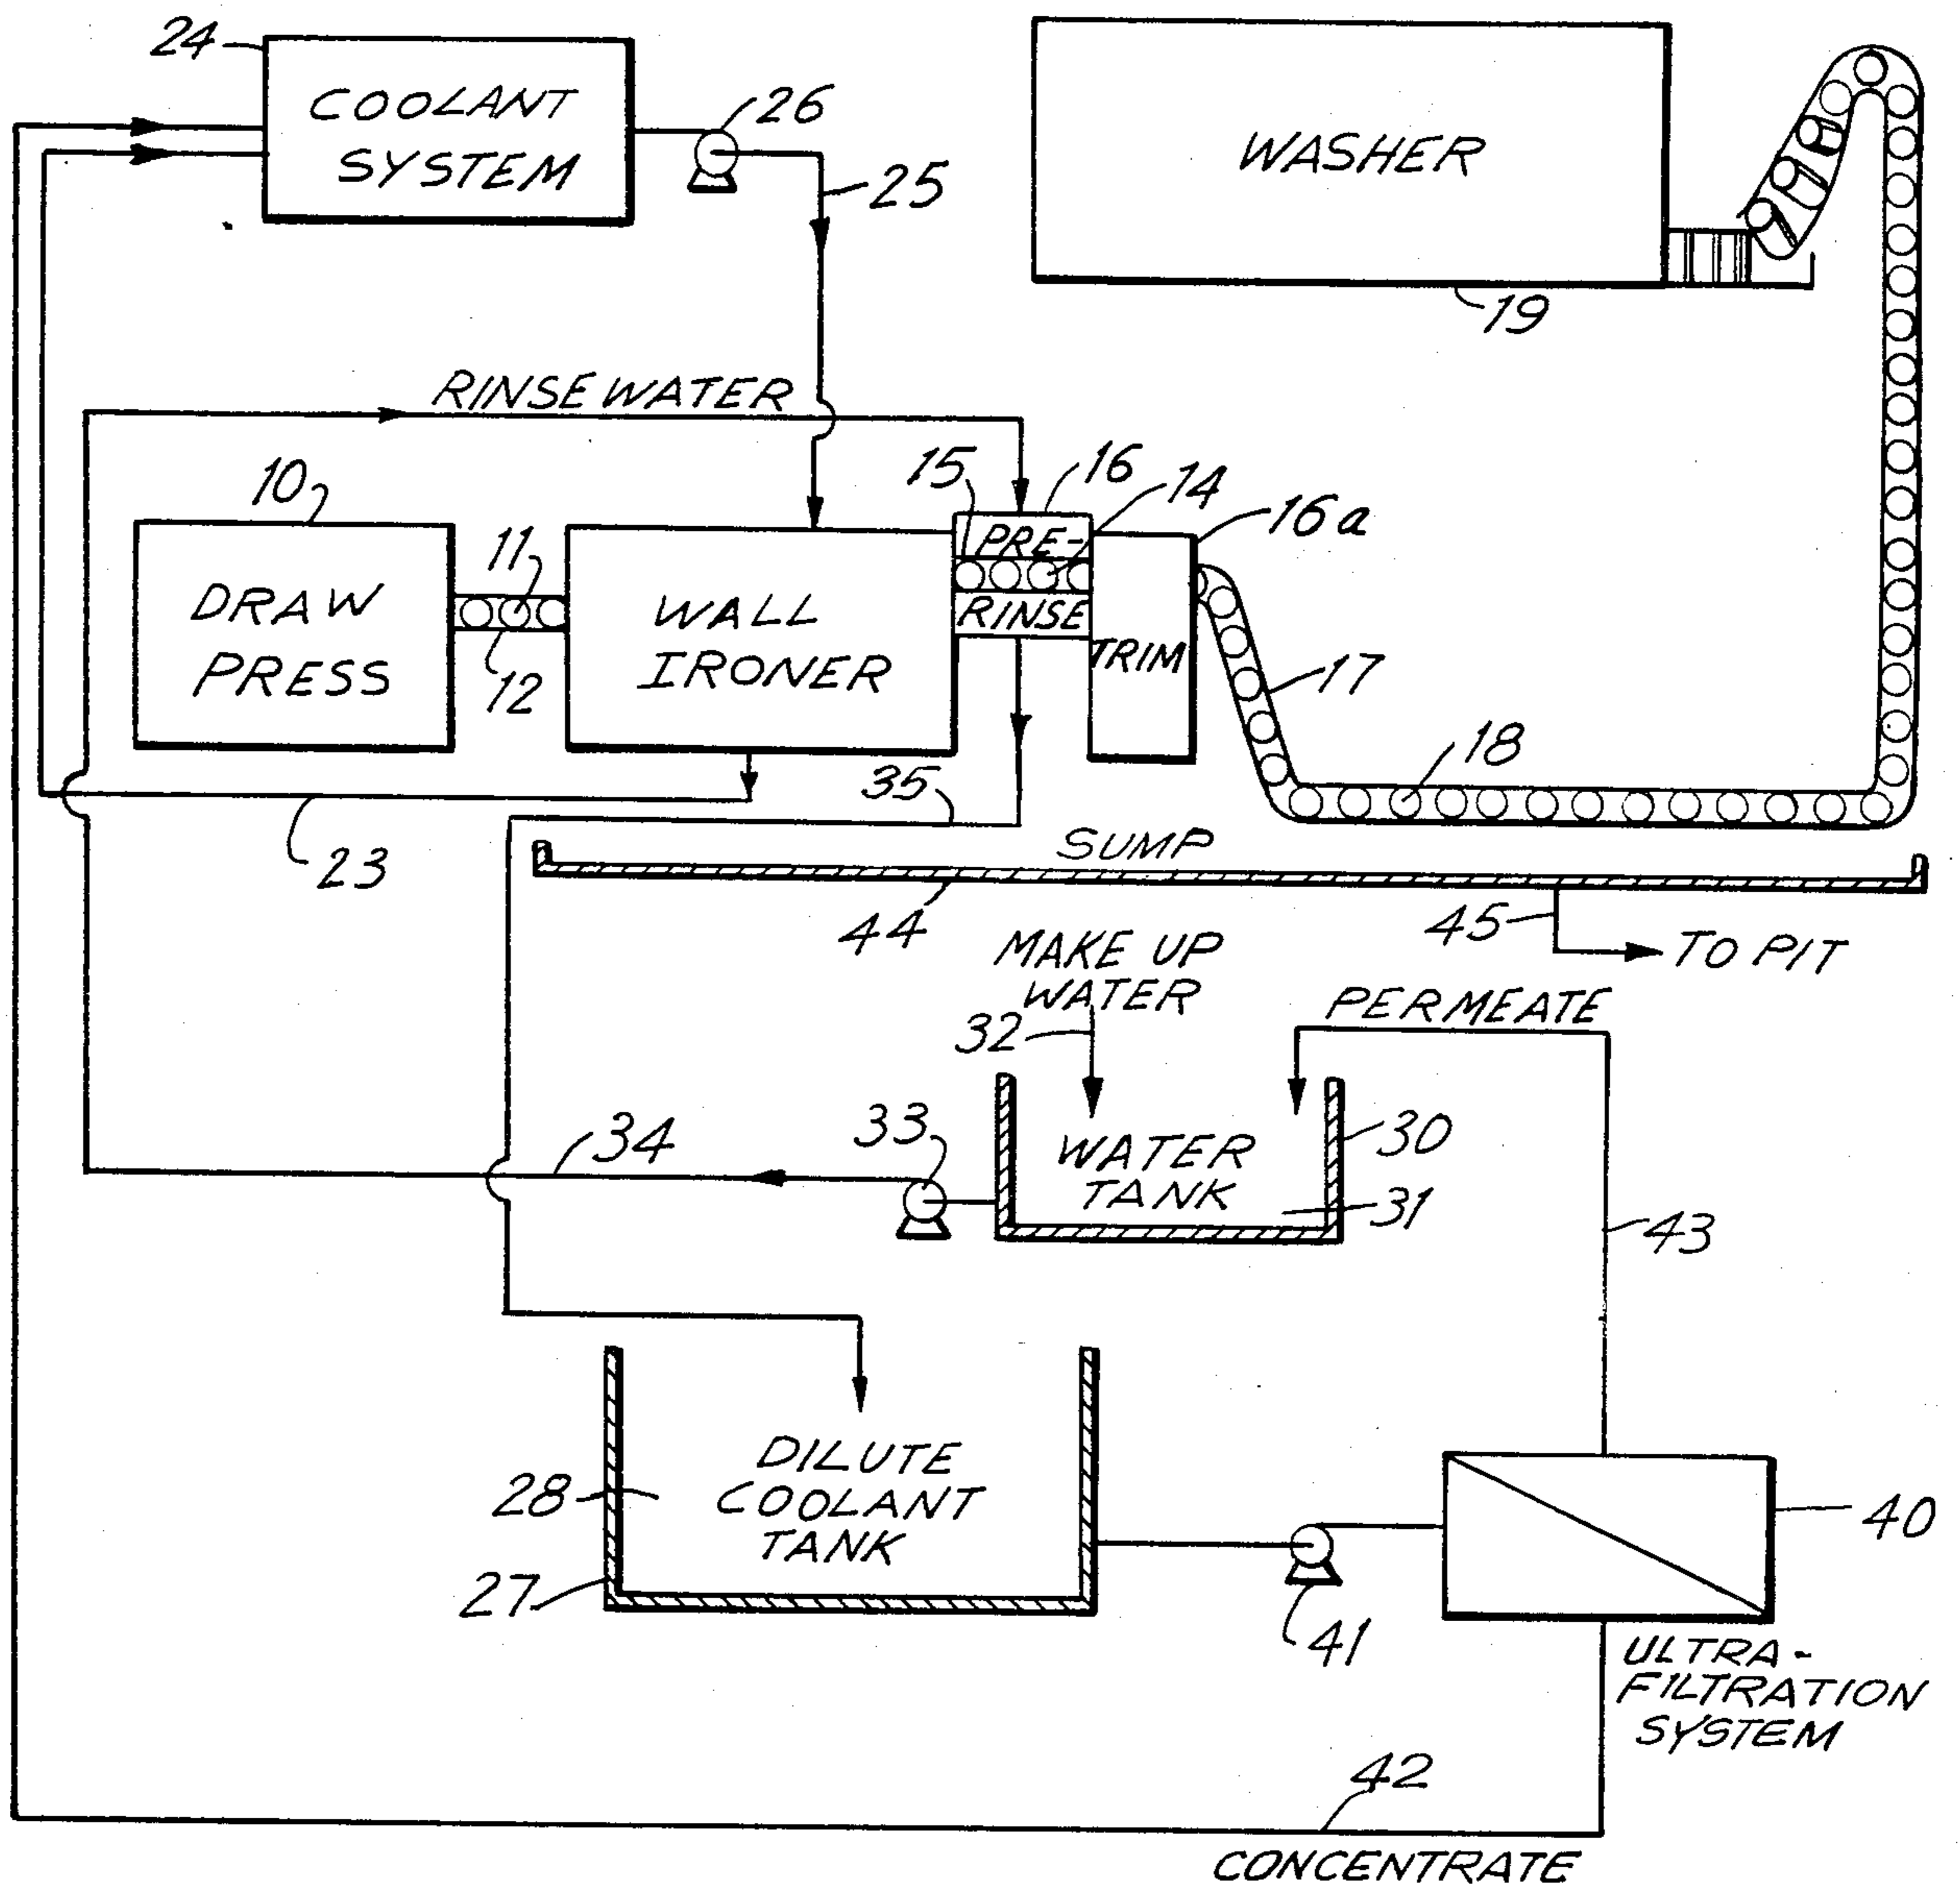 24
COOLANT
SYSTEM
26
25
WASHER
19
RINSE WATER
10
DRAW
PRESS
11
12
WALL
IRONER
15
16
14
16a
PRE-
RINSE
TRIM
17
18
35
23
SUMP
44
45
TO PIT
MAKE UP
WATER
32
PERMEATE
34
33
WATER
TANK
30
31
43
28
DILUTE
COOLANT
TANK
27
41
40
ULTRA-
FILTRATION
SYSTEM
42
CONCENTRATE